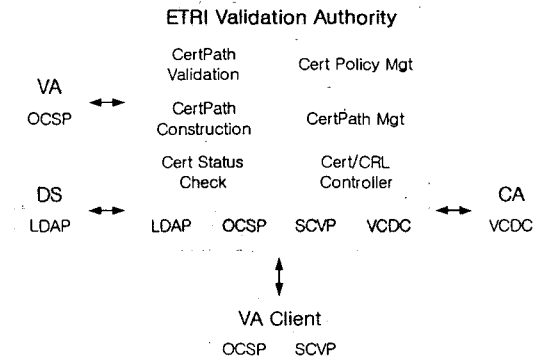 ETRI Validation Authority
CertPath
Validation
Cert Policy Mgt
VA
OCSP
CertPath
Construction
CertPath Mgt
Cert Status
Check
Cert/CRL
Controller
DS
LDAP
LDAP OCSP SCVP VCDC
CA
VCDC
VA Client
OCSP SCVP